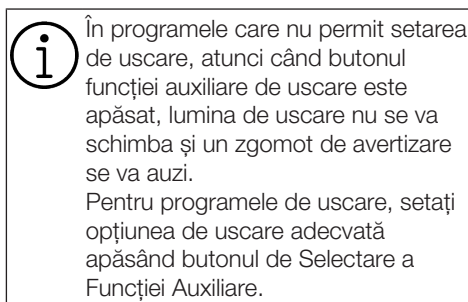 În programele care nu permit setarea
de uscare, atunci când butonul
funcției auxiliare de uscare este
apăsat, lumina de uscare nu se va
schimba și un zgomot de avertizare
se va auzi.
Pentru programele de uscare, setați
opțiunea de uscare adecvată
apăsând butonul de Selectare a
Funcției Auxiliare.